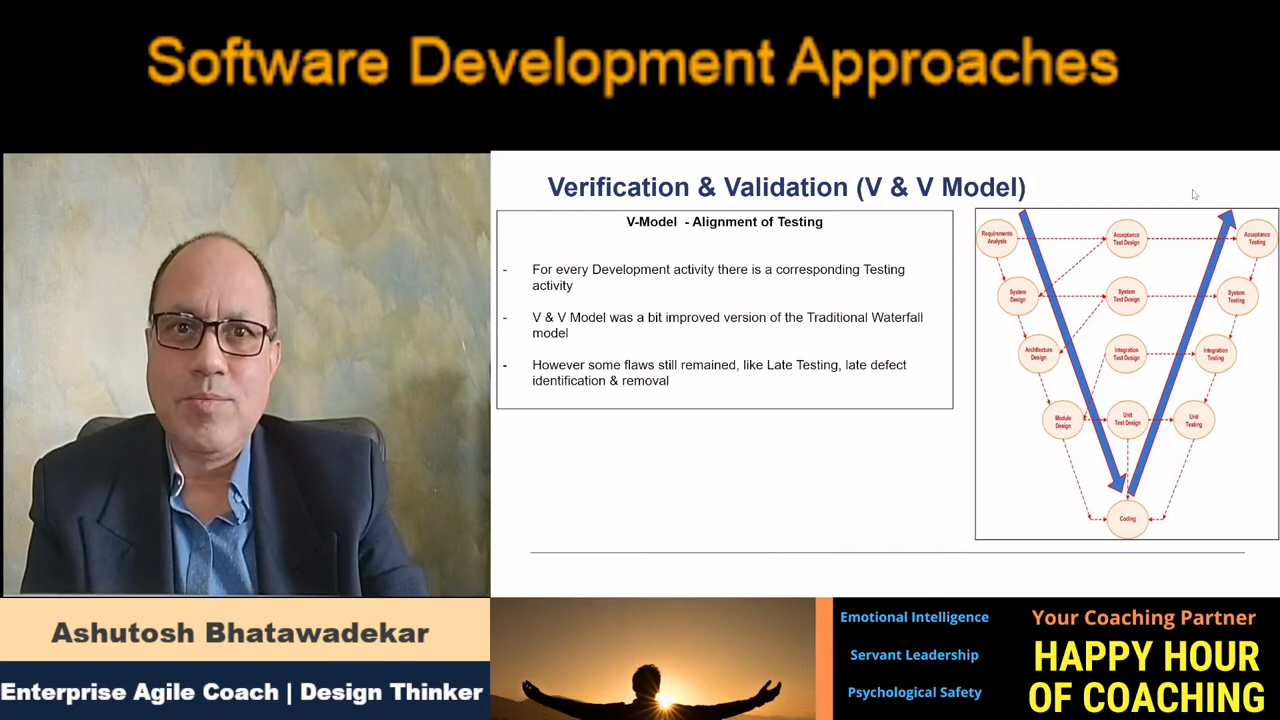 Software Development Approaches
Verification & Validation (V & V Model)
V-Model - Alignment of Testing
- For every Development activity there is a corresponding Testing
activity
- V & V Model was a bit improved version of the Traditional Waterfall
model
- However some flaws still remained, like Late Testing, late defect
identification & removal
Requirements
Analysis
Acceptance
Test Design
Acceptance
Testing
System
Design
System
Test Design
System
Testing
Architecture
Design
Integration
Test Design
Integration
Testing
Module
Design
Unit
Test Design
Unit
Testing
Coding
Ashutosh Bhatawadekar
Enterprise Agile Coach | Design Thinker
Emotional Intelligence
Servant Leadership
Psychological Safety
Your Coaching Partner
HAPPY HOUR
OF COACHING